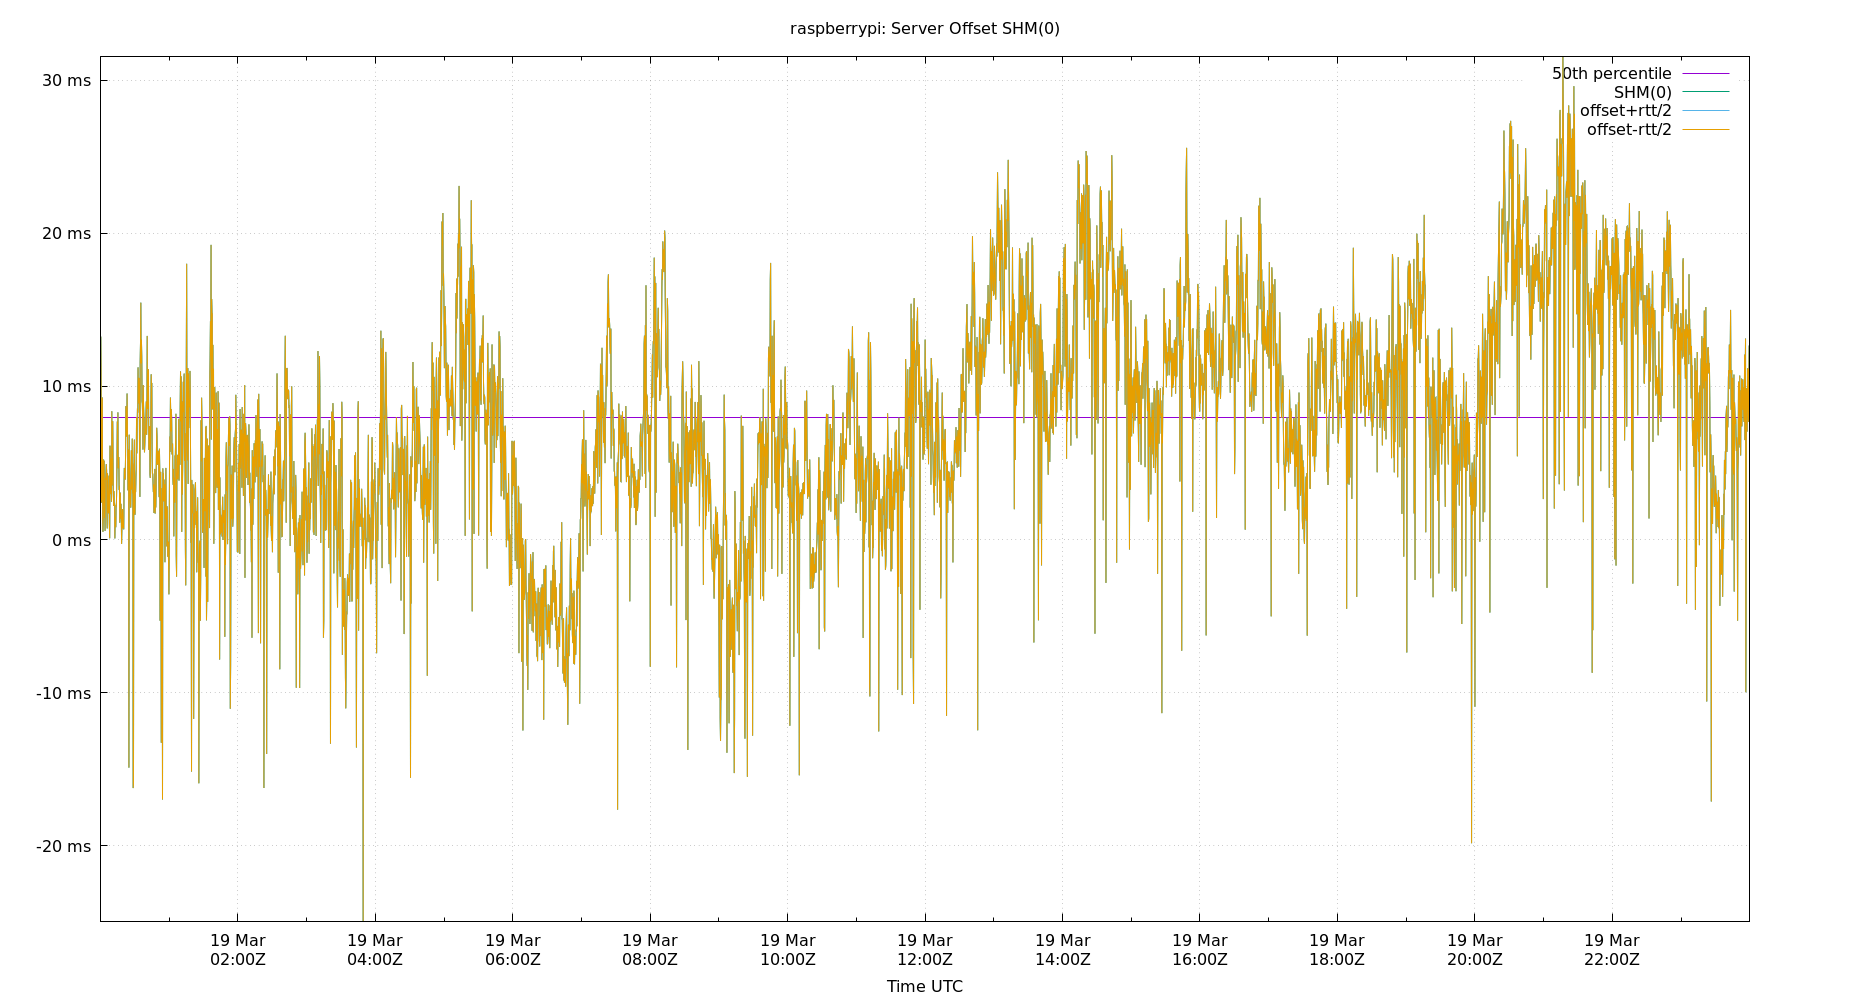 raspberrypi: Server Offset SHM(0)
50th percentile
SHM(0)
offset+rtt/2
offset-rtt/2
30 ms
20 ms
10 ms
0 ms
-10 ms
-20 ms
19 Mar 19 Mar 19 Mar 19 Mar 19 Mar 19 Mar 19 Mar 19 Mar 19 Mar 19 Mar 19 Mar
02:00Z 04:00Z 06:00Z 08:00Z 10:00Z 12:00Z 14:00Z 16:00Z 18:00Z 20:00Z 22:00Z
Time UTC